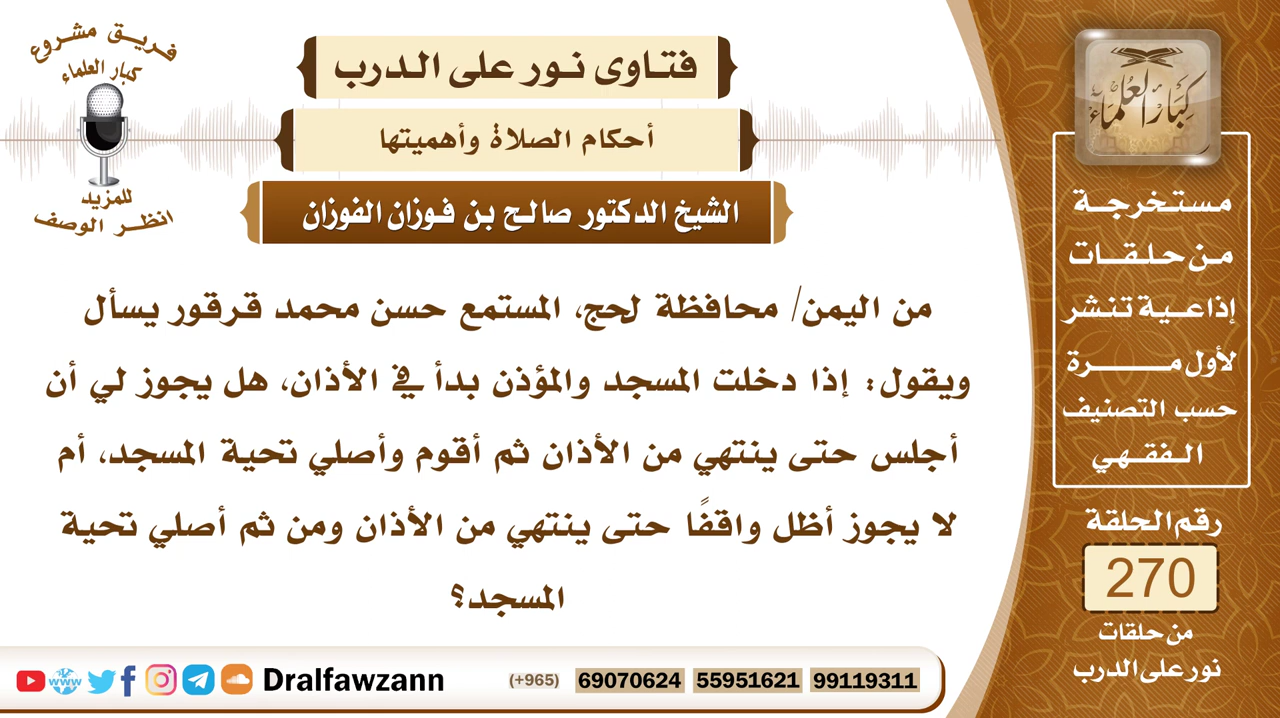 فريق مشروع
كبار العلماء
للمزيد
انظر الوصف
فتاوى نور على الدرب
أحكام الصلاة وأهميتها
الشيخ الدكتور صالح بن فوزان الفوزان
من اليمن/ محافظة لحج، المستمع حسن محمد قرقور يسأل
ويقول: إذا دخلت المسجد والمؤذن بدأ في الأذان، هل يجوز لي أن
أجلس حتى ينتهي من الأذان ثم أقوم وأصلي تحية المسجد، أم
لا يجوز أظل واقفًا حتى ينتهي من الأذان ومن ثم أصلي تحية
المسجد؟
كِبَارُ العُلَمَاء
مستخرجة
من حلقات
إذاعية تنشر
لأول مرة
حسب التصنيف
الفقهي
رقم الحلقة
270
من حلقات
نور على الدرب
www
Dralfawzann
(+965)
69070624
55951621
99119311